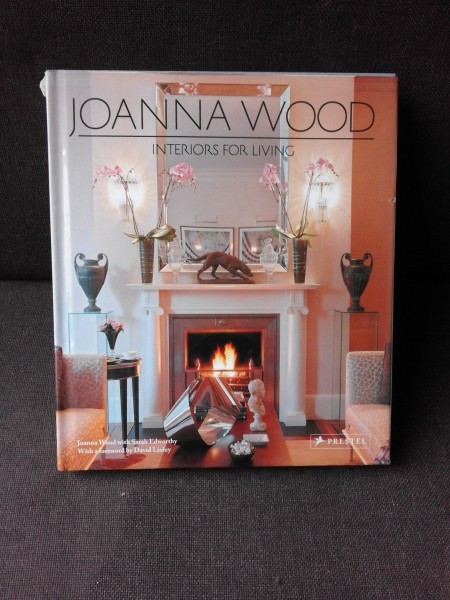 JOANNA WOOD
INTERIORS FOR LIVING
Joanna Wood with Sarah Edworthy
With a foreword by David Linley
PRESTEL